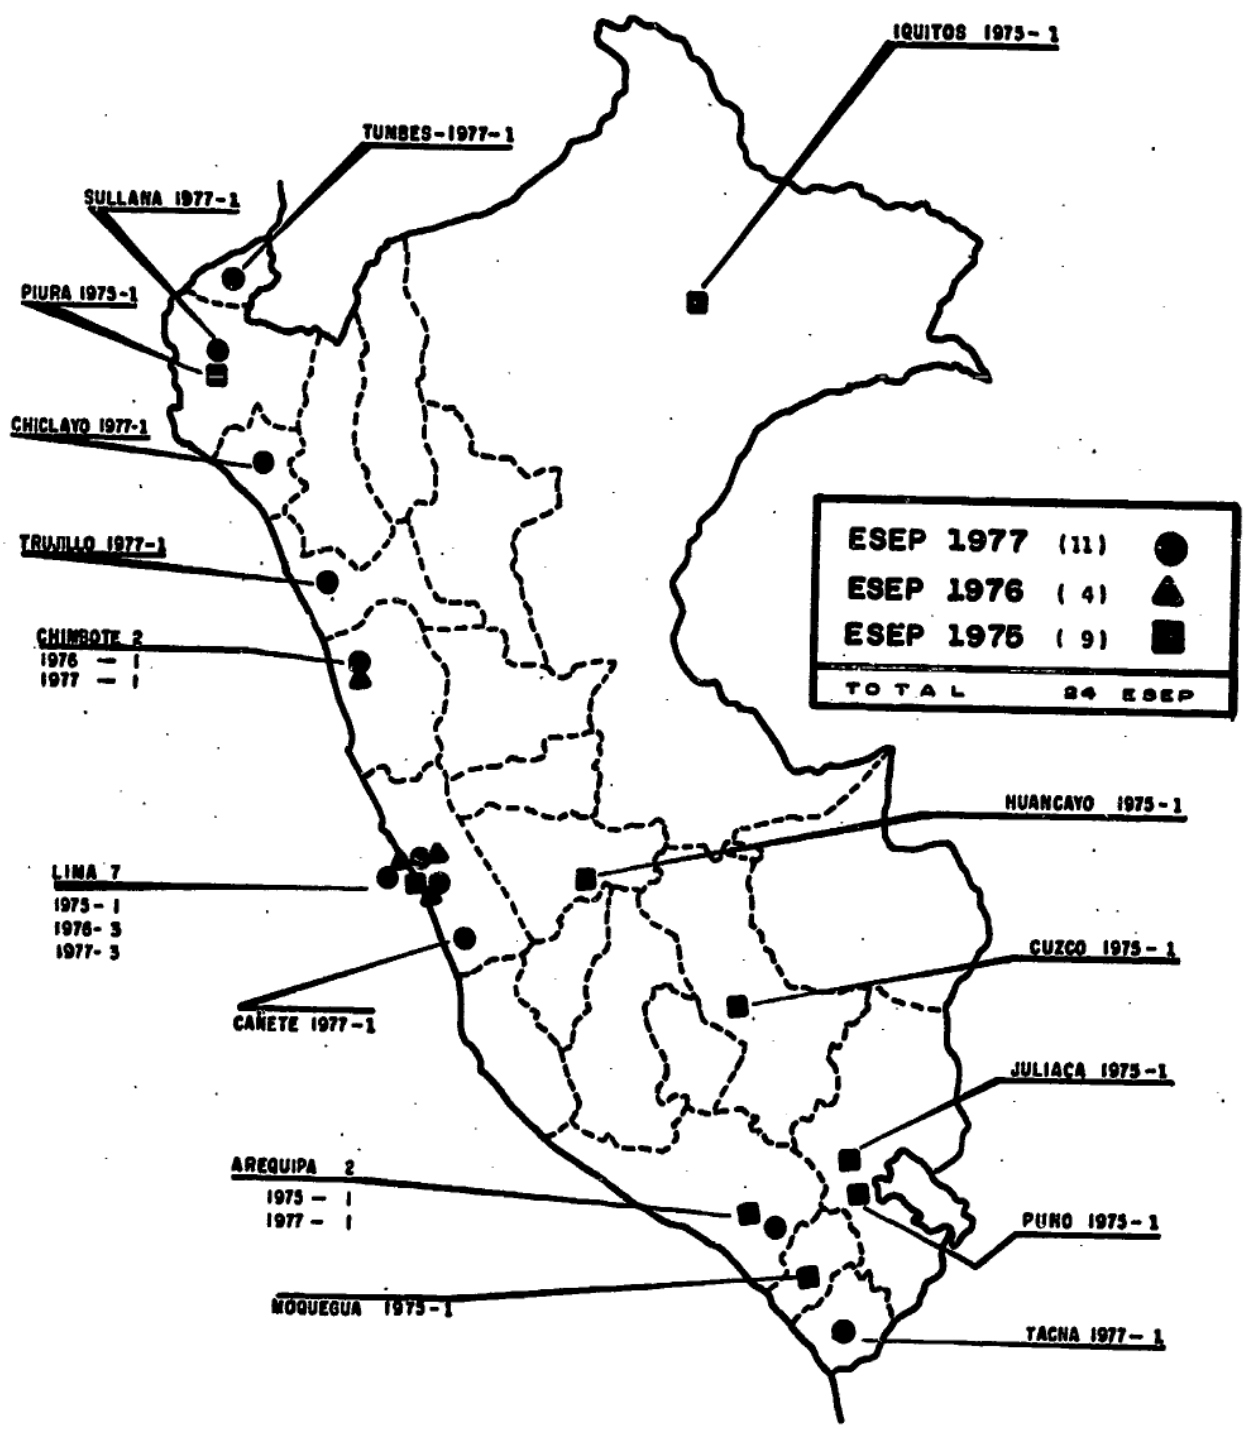 IQUITOS 1975-1
TUMBES-1977-1
SULLANA 1977-1
PIURA 1975-1
CHICLAYO 1977-1
TRUJILLO 1977-1
CHIMBOTE 2
1976 - 1
1977 - 1
ESEP 1977 (11)
ESEP 1976 (4)
ESEP 1975 (9)
TOTAL 24 ESEP
HUANCAYO 1975-1
LIMA 7
1975-1
1976-3
1977-3
CUZCO 1975-1
CAÑETE 1977-1
JULIACA 1975-1
AREQUIPA 2
1975 - 1
1977 - 1
PUNO 1975-1
MOQUEGUA 1975-1
TACNA 1977-1